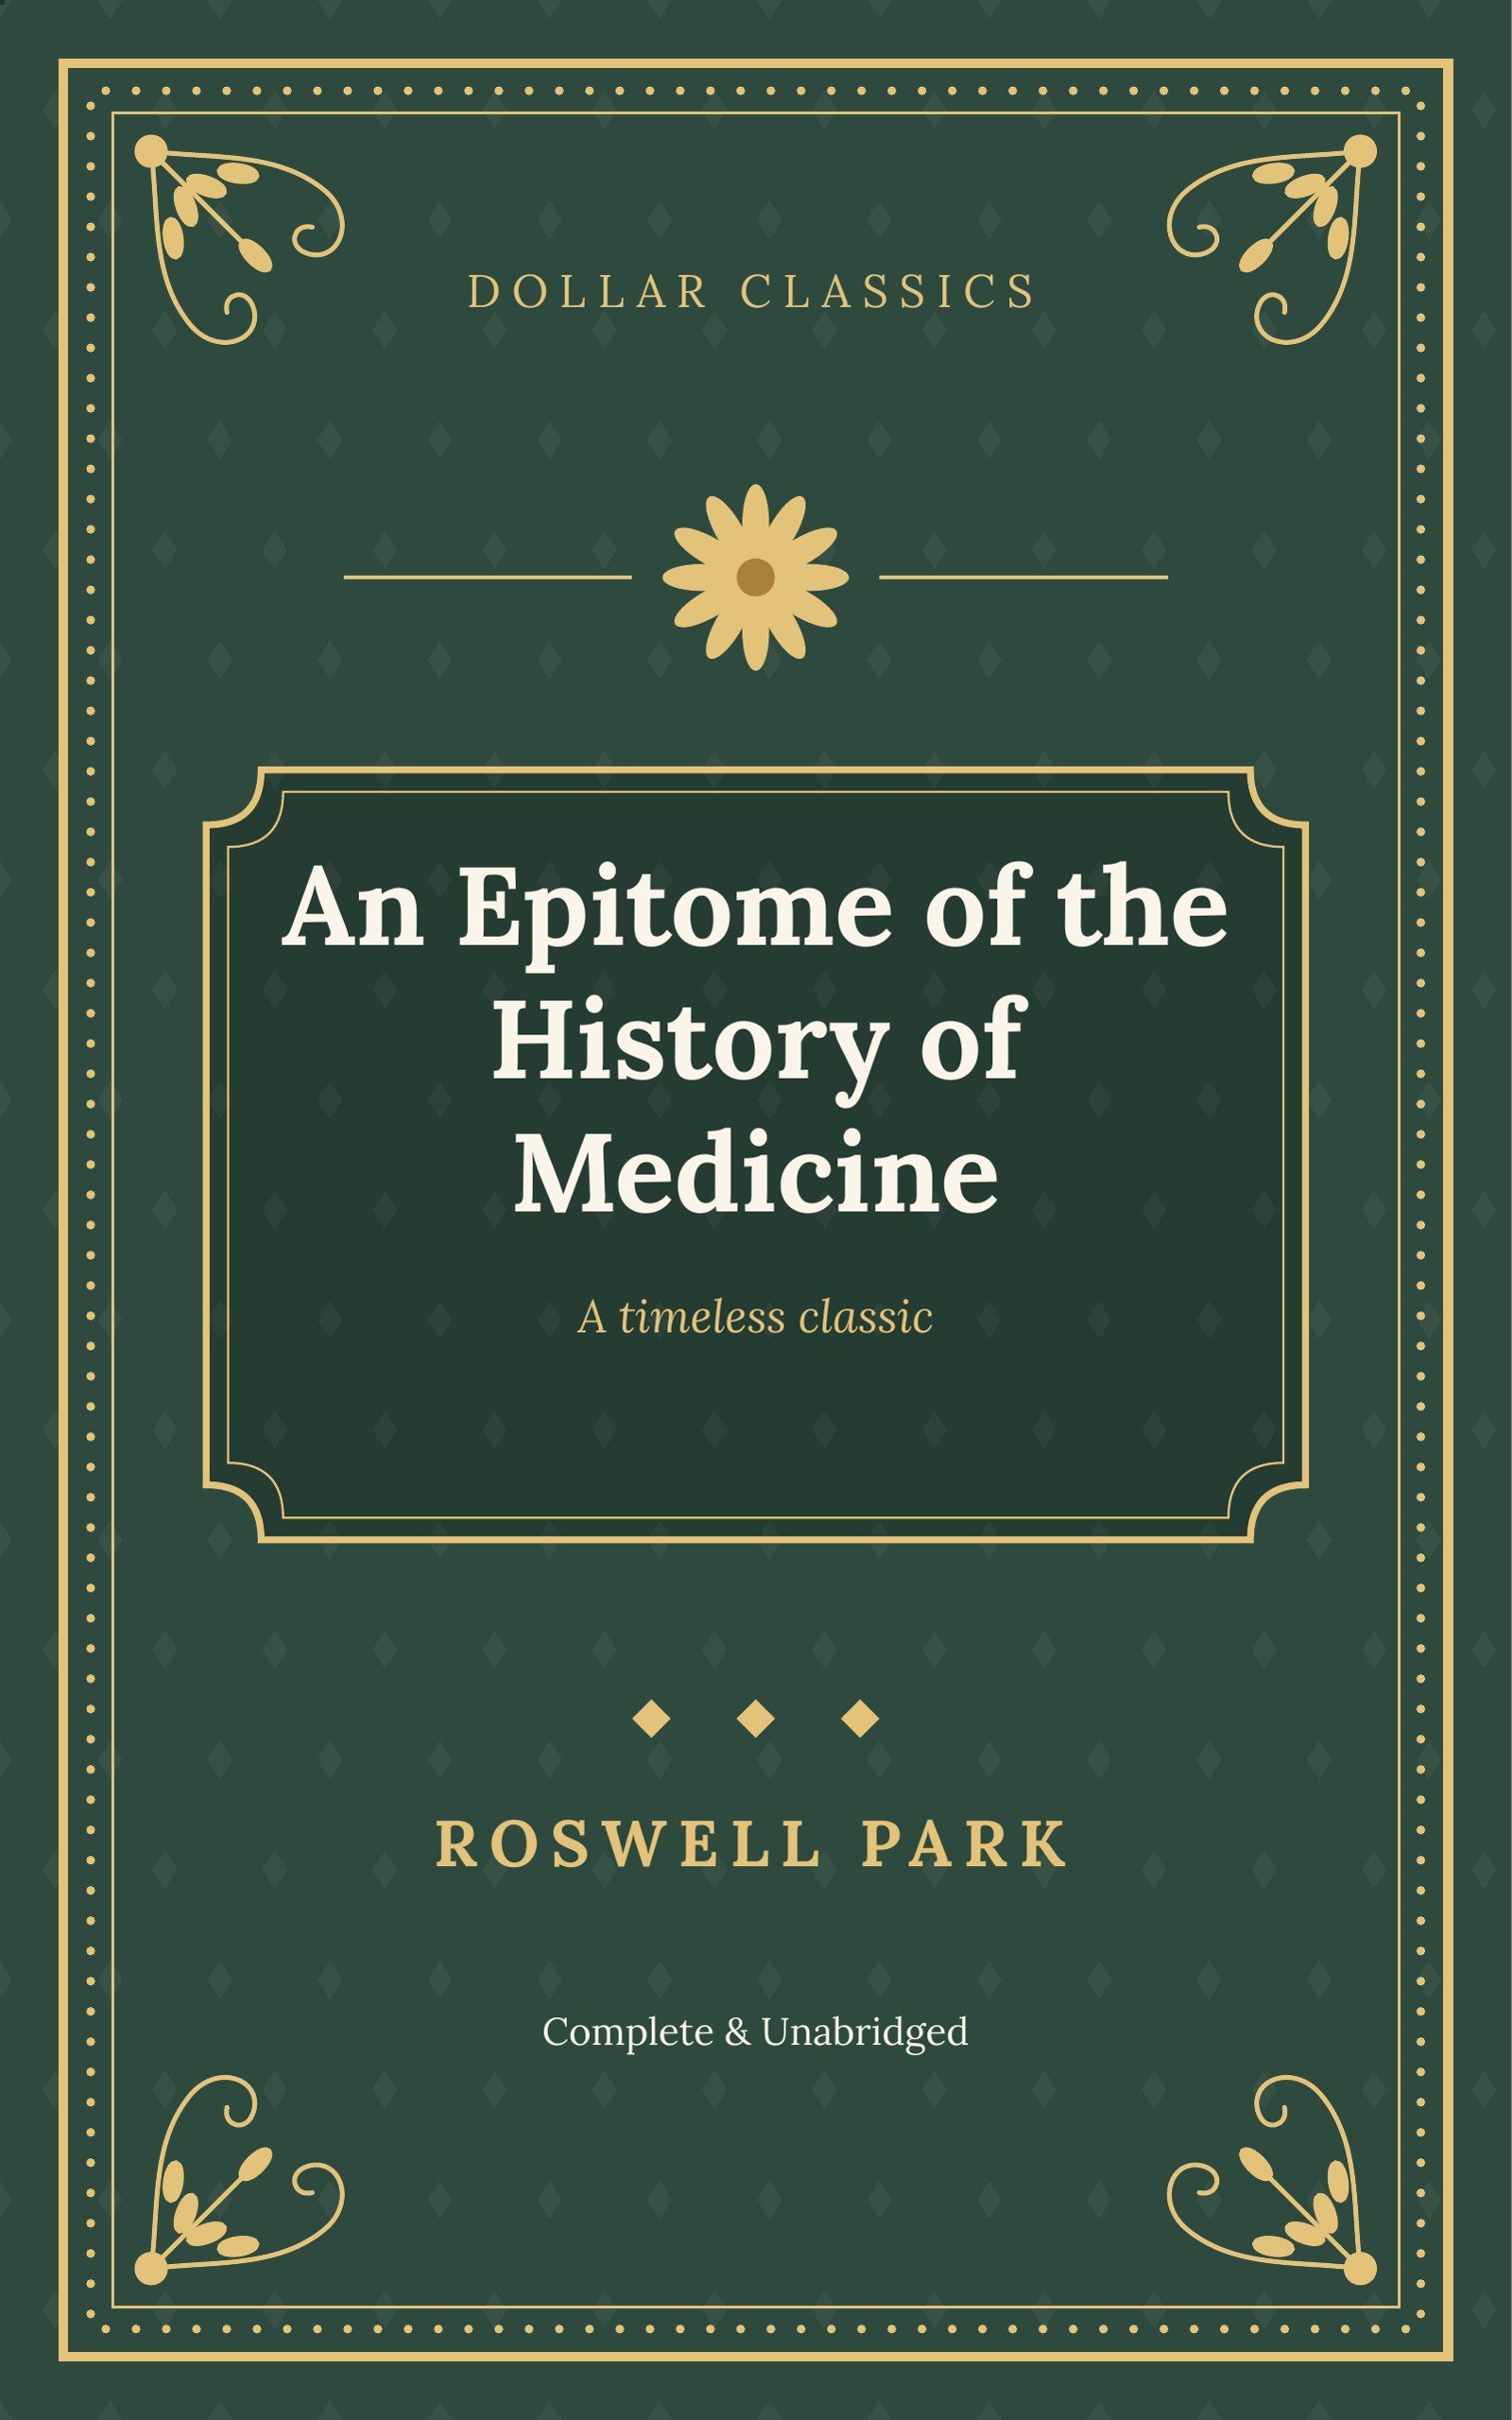 DOLLAR CLASSICS
An Epitome of the
History of
Medicine
A timeless classic
ROSWELL PARK
Complete & Unabridged